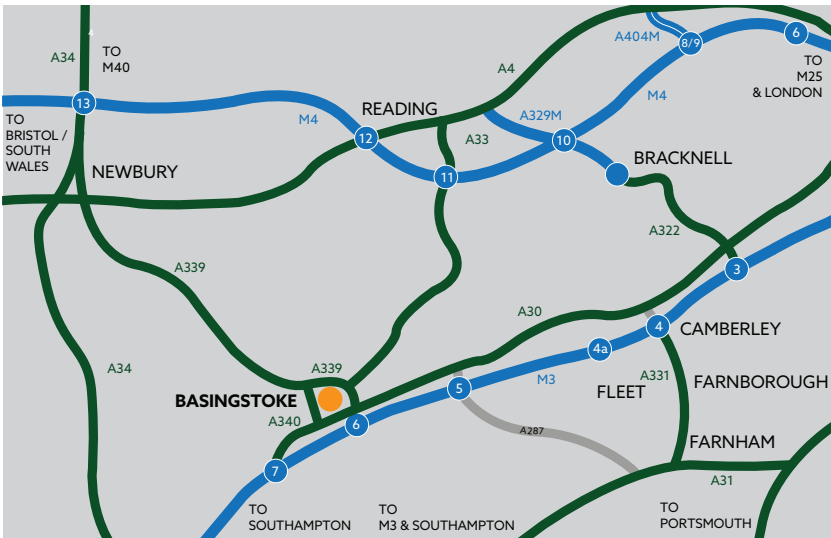 A404M
8/9
6
4
A34
TO
M40
TO
M25
& LONDON
A4
M4
13
READING
A329M
M4
TO
BRISTOL /
SOUTH
WALES
12
A33
10
BRACKNELL
NEWBURY
11
A322
A339
3
A30
4
CAMBERLEY
4a
A34
A339
M3
A331
FARNBOROUGH
BASINGSTOKE
5
FLEET
A340
6
A287
FARNHAM
7
A31
TO
SOUTHAMPTON
TO
M3 & SOUTHAMPTON
TO
PORTSMOUTH